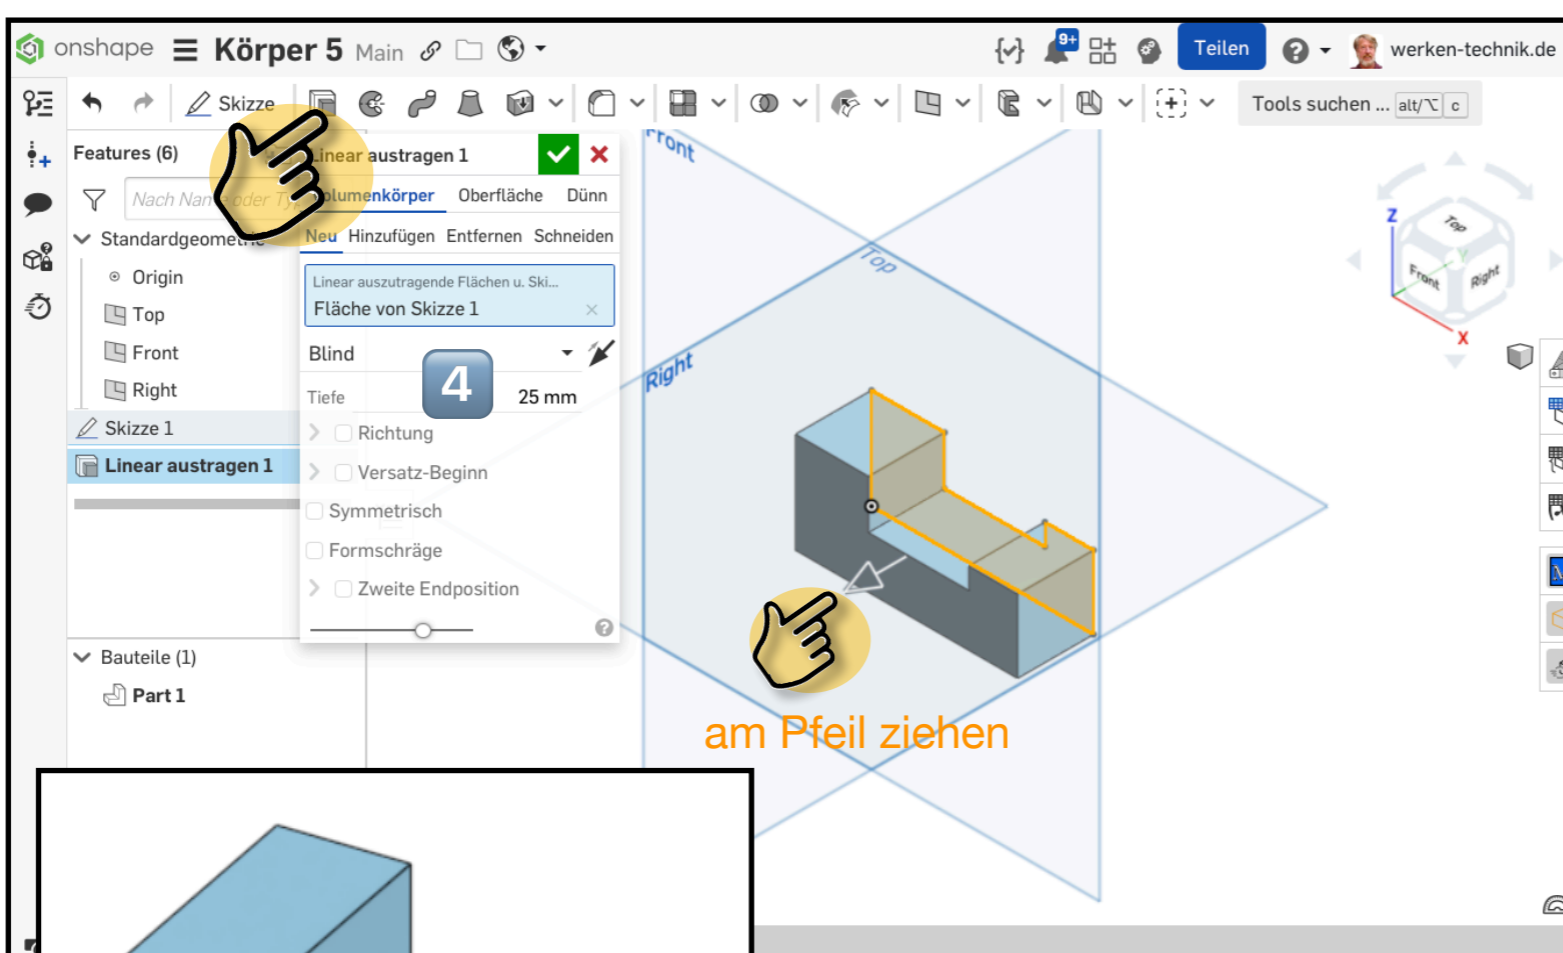 onshape Körper 5 Main 9+ Teilen werken-technik.de
Skizze Tools suchen ... alt/⌥ c
Features (6)
Linear austragen 1
Volumenkörper Oberfläche Dünn
Neu Hinzufügen Entfernen Schneiden
Standardgeometrie
Origin
Top
Front
Right
Skizze 1
Linear austragen 1
Linear auszutragende Flächen u. Ski...
Fläche von Skizze 1
Blind
4
Tiefe 25 mm
Richtung
Versatz-Beginn
Symmetrisch
Formschräge
Zweite Endposition
Bauteile (1)
Part 1
Front
Top
Right
Z
Top
Y
Front
Right
X
am Pfeil ziehen